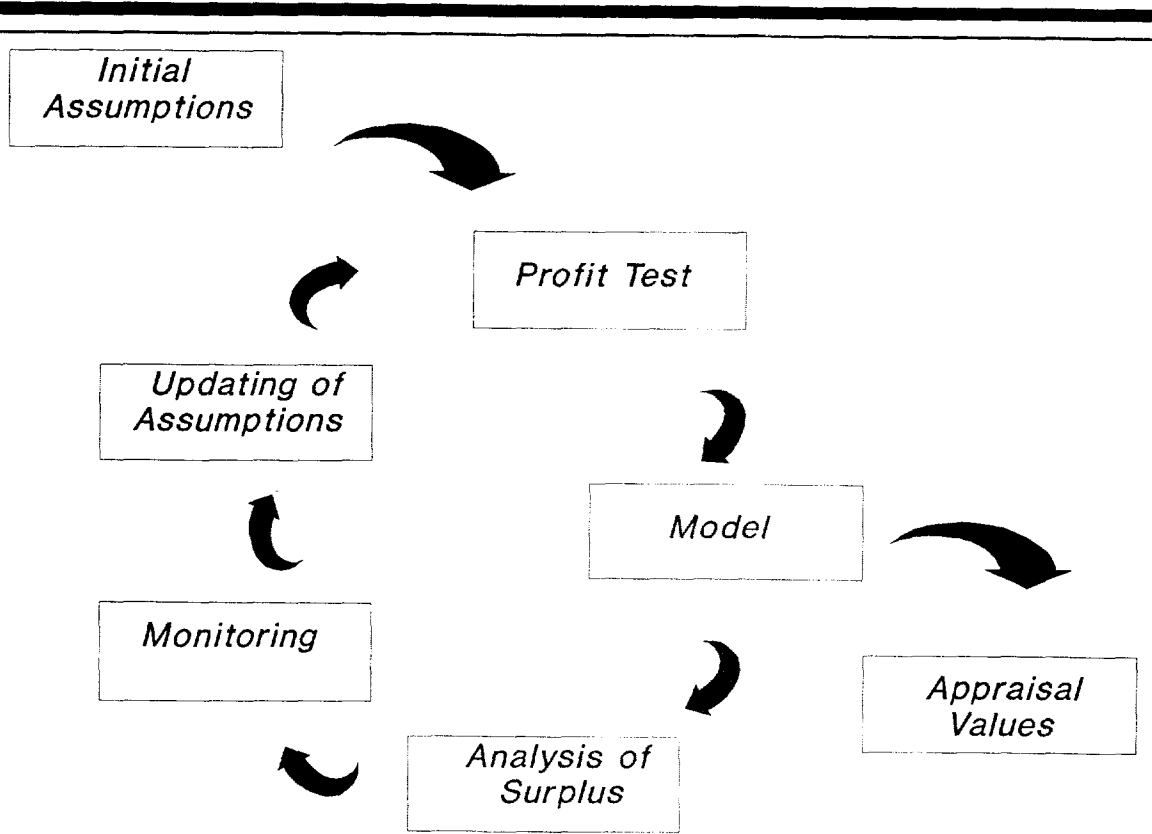 Initial
Assumptions
Profit Test
Updating of
Assumptions
Model
Monitoring
Appraisal
Values
Analysis of
Surplus